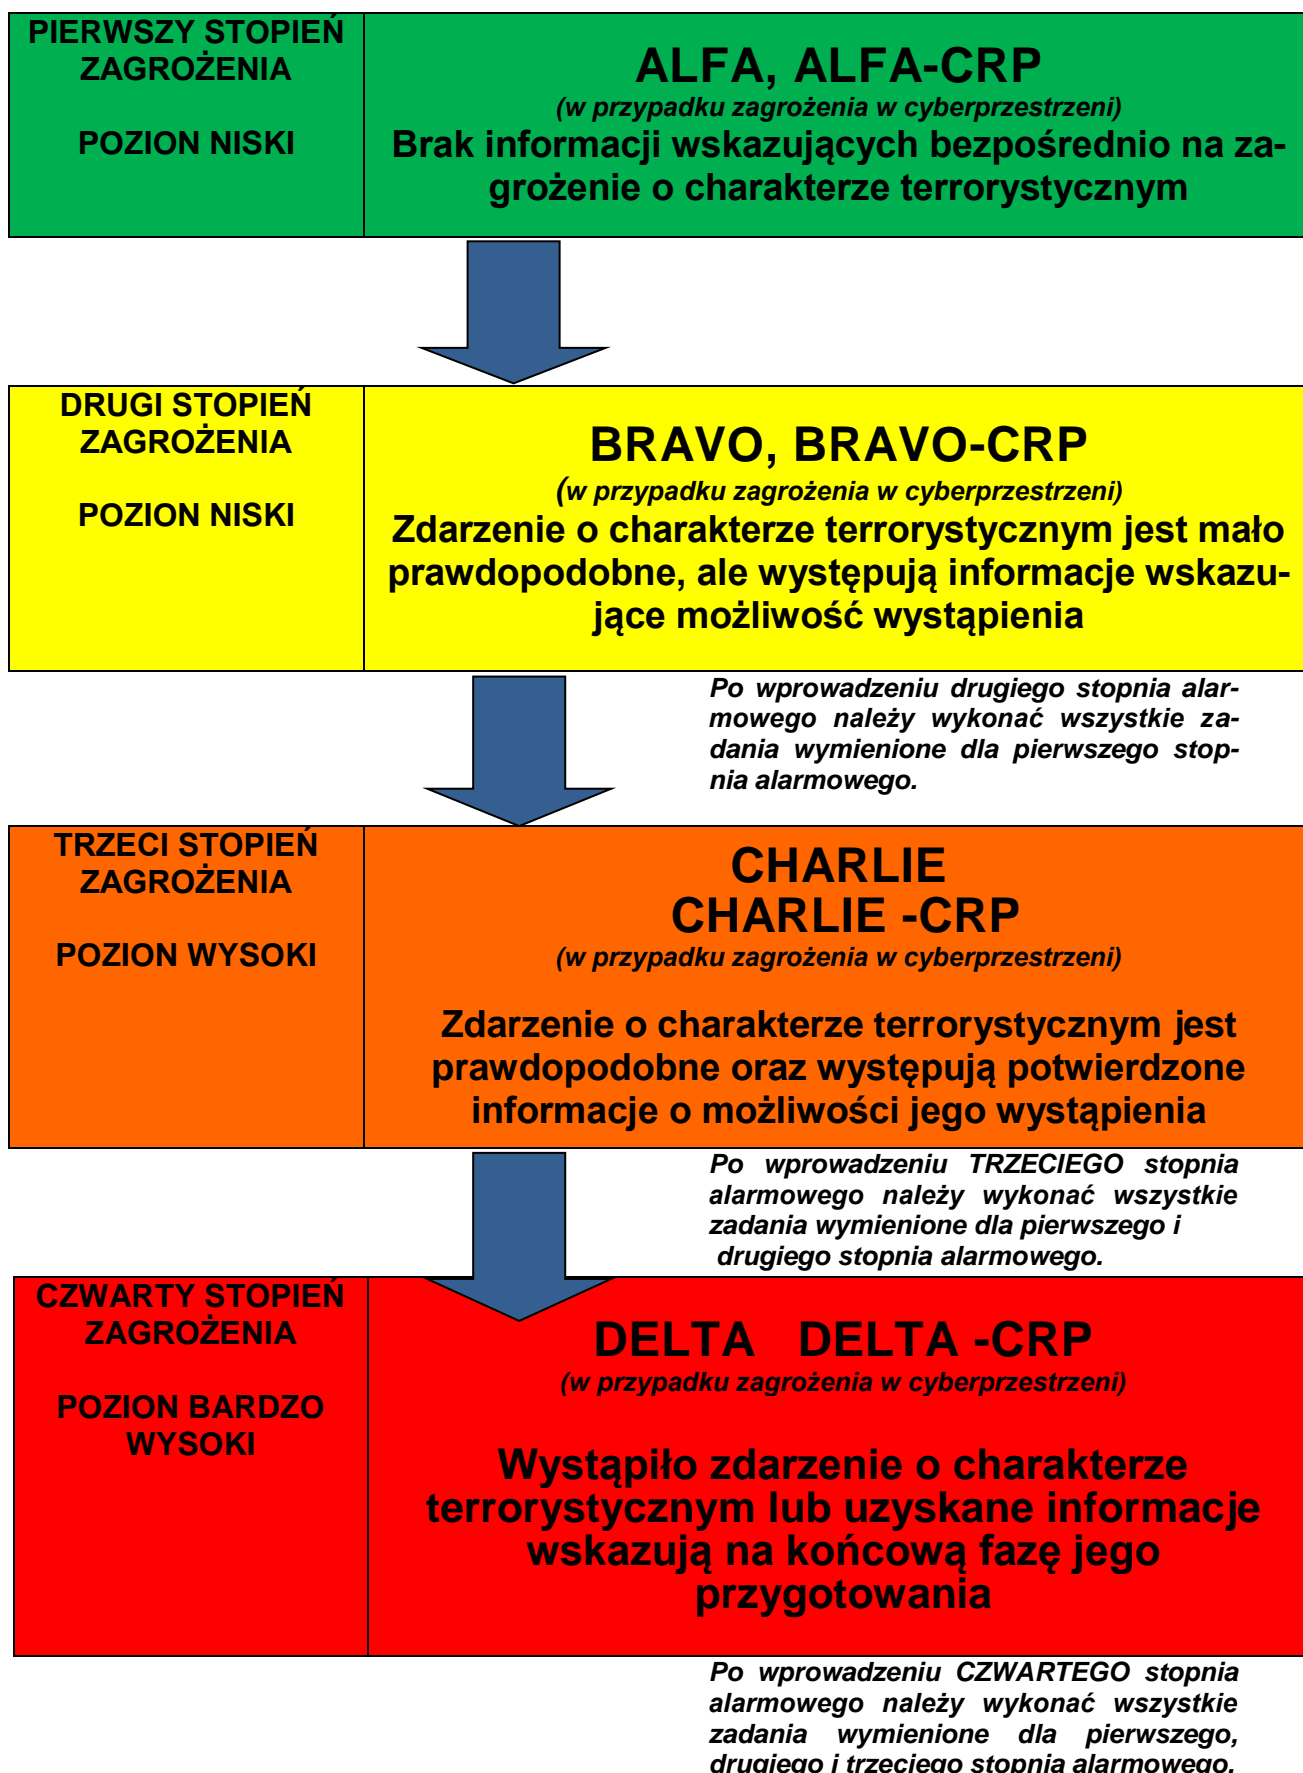 PIERWSZY STOPIEŃ
ZAGROŻENIA
POZION NISKI
ALFA, ALFA-CRP
(w przypadku zagrożenia w cyberprzestrzeni)
Brak informacji wskazujących bezpośrednio na za-
grożenie o charakterze terrorystycznym
DRUGI STOPIEŃ
ZAGROŻENIA
POZION NISKI
BRAVO, BRAVO-CRP
(w przypadku zagrożenia w cyberprzestrzeni)
Zdarzenie o charakterze terrorystycznym jest mało
prawdopodobne, ale występują informacje wskazu-
jące możliwość wystąpienia
Po wprowadzeniu drugiego stopnia alar-
mowego należy wykonać wszystkie za-
dania wymienione dla pierwszego stop-
nia alarmowego.
TRZECI STOPIEŃ
ZAGROŻENIA
POZION WYSOKI
CHARLIE
CHARLIE -CRP
(w przypadku zagrożenia w cyberprzestrzeni)
Zdarzenie o charakterze terrorystycznym jest
prawdopodobne oraz występują potwierdzone
informacje o możliwości jego wystąpienia
Po wprowadzeniu TRZECIEGO stopnia
alarmowego należy wykonać wszystkie
zadania wymienione dla pierwszego i
drugiego stopnia alarmowego.
CZWARTY STOPIEŃ
ZAGROŻENIA
POZION BARDZO
WYSOKI
DELTA DELTA -CRP
(w przypadku zagrożenia w cyberprzestrzeni)
Wystąpiło zdarzenie o charakterze
terrorystycznym lub uzyskane informacje
wskazują na końcową fazę jego
przygotowania
Po wprowadzeniu CZWARTEGO stopnia
alarmowego należy wykonać wszystkie
zadania wymienione dla pierwszego,
drugiego i trzeciego stopnia alarmowego.